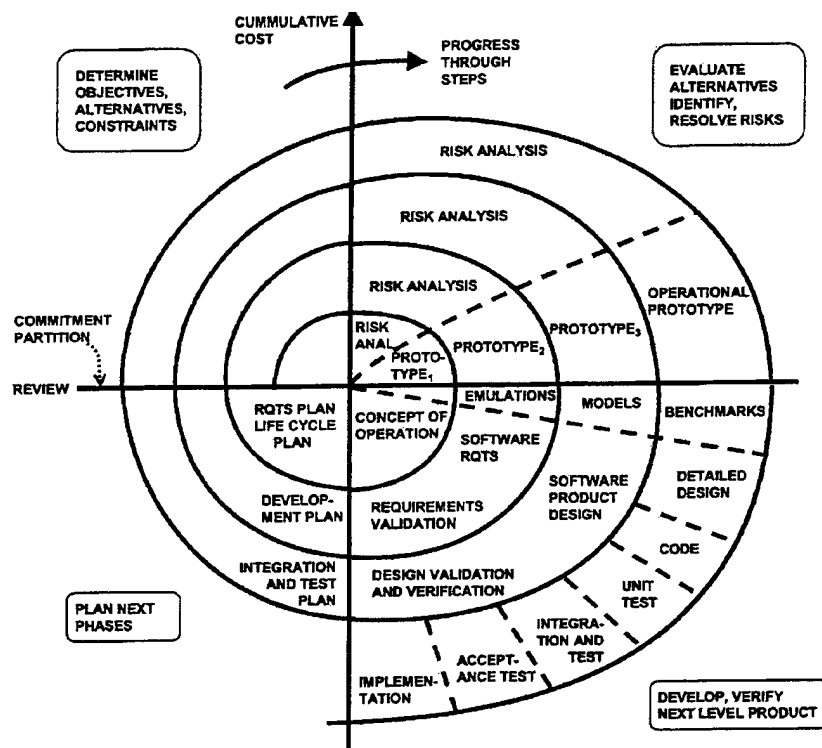 CUMMULATIVE
COST
PROGRESS
THROUGH
STEPS
DETERMINE
OBJECTIVES,
ALTERNATIVES,
CONSTRAINTS
EVALUATE
ALTERNATIVES
IDENTIFY,
RESOLVE RISKS
RISK ANALYSIS
RISK ANALYSIS
RISK ANALYSIS
RISK
ANAL.
OPERATIONAL
PROTOTYPE
PROTOTYPE3
PROTOTYPE2
PROTO-
TYPE1
COMMITMENT
PARTITION
REVIEW
EMULATIONS
MODELS
BENCHMARKS
RQTS PLAN
LIFE CYCLE
PLAN
CONCEPT OF
OPERATION
SOFTWARE
RQTS
SOFTWARE
PRODUCT
DESIGN
DETAILED
DESIGN
DEVELOP-
MENT PLAN
REQUIREMENTS
VALIDATION
CODE
INTEGRATION
AND TEST
PLAN
DESIGN VALIDATION
AND VERIFICATION
UNIT
TEST
PLAN NEXT
PHASES
INTEGRA-
TION AND
TEST
ACCEPT-
ANCE TEST
IMPLEMEN-
TATION
DEVELOP, VERIFY
NEXT LEVEL PRODUCT